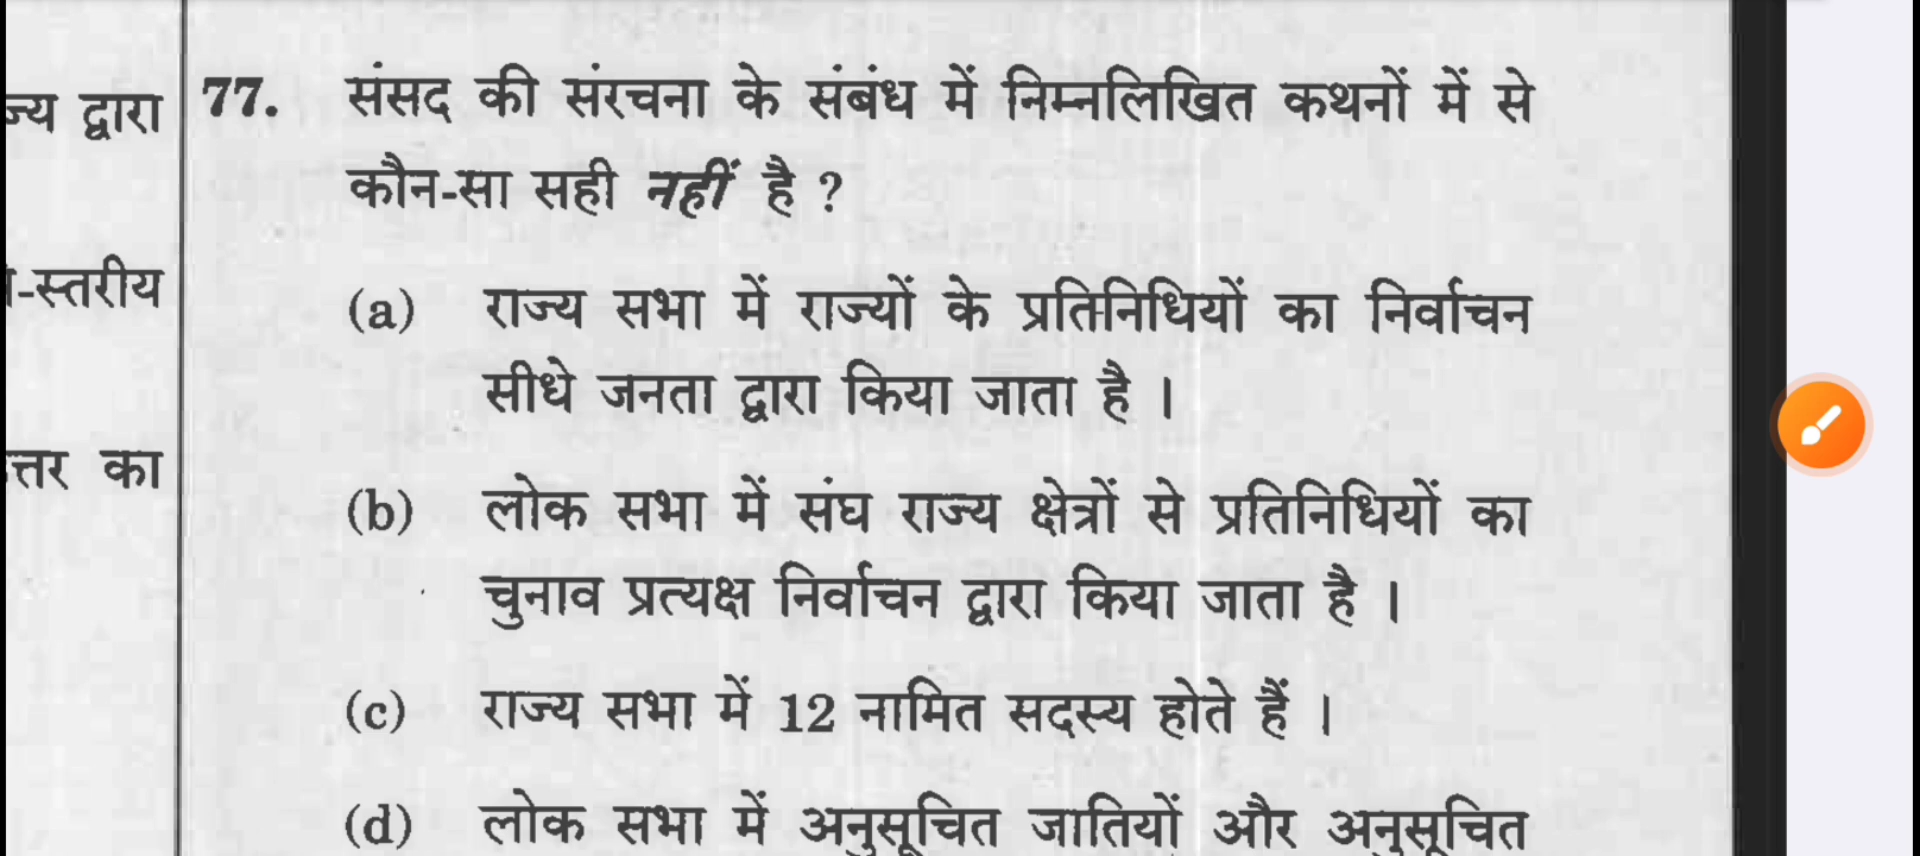 द्वारा
77. संसद की संरचना के संबंध में निम्नलिखित कथनों में से
कौन-सा सही नहीं है ?
-स्तरीय
(a) राज्य सभा में राज्यों के प्रतिनिधियों का निर्वाचन
सीधे जनता द्वारा किया जाता है ।
का
(b) लोक सभा में संघ राज्य क्षेत्रों से प्रतिनिधियों का
चुनाव प्रत्यक्ष निर्वाचन द्वारा किया जाता है ।
(c) राज्य सभा में 12 नामित सदस्य होते हैं ।
(d) लोक सभा में अनुसूचित जातियों और अनुसूचित